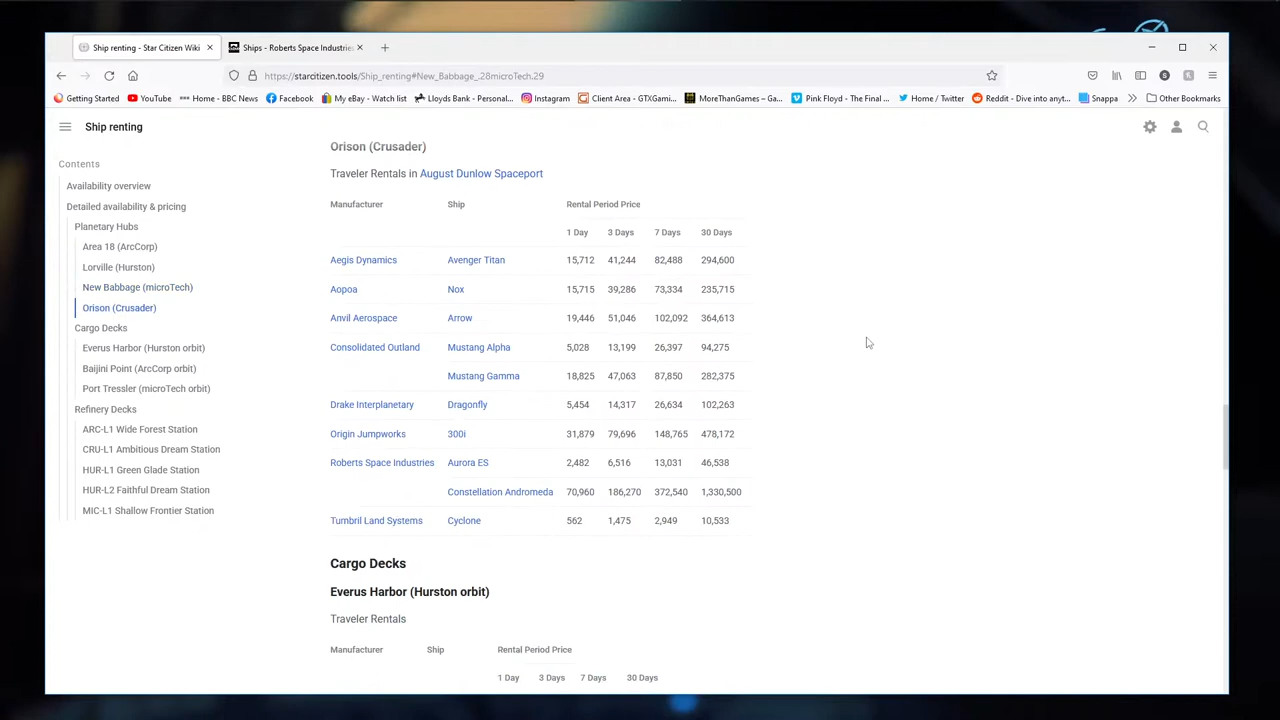 Ship renting - Star Citizen Wiki
Ships - Roberts Space Industries
https://starcitizen.tools/Ship_renting#New_Babbage_.28microTech.29
Getting Started YouTube Home - BBC News Facebook My eBay - Watch list Lloyds Bank - Personal... Instagram Client Area - GTXGami... MoreThanGames – Ga... Pink Floyd - The Final ... Home / Twitter Reddit - Dive into anyt... Snappa Other Bookmarks
Ship renting
Contents
Availability overview
Detailed availability & pricing
Planetary Hubs
Area 18 (ArcCorp)
Lorville (Hurston)
New Babbage (microTech)
Orison (Crusader)
Cargo Decks
Everus Harbor (Hurston orbit)
Baijini Point (ArcCorp orbit)
Port Tressler (microTech orbit)
Refinery Decks
ARC-L1 Wide Forest Station
CRU-L1 Ambitious Dream Station
HUR-L1 Green Glade Station
HUR-L2 Faithful Dream Station
MIC-L1 Shallow Frontier Station
Orison (Crusader)
Traveler Rentals in August Dunlow Spaceport
Manufacturer Ship Rental Period Price
1 Day 3 Days 7 Days 30 Days
Aegis Dynamics Avenger Titan 15,712 41,244 82,488 294,600
Aopoa Nox 15,715 39,286 73,334 235,715
Anvil Aerospace Arrow 19,446 51,046 102,092 364,613
Consolidated Outland Mustang Alpha 5,028 13,199 26,397 94,275
Mustang Gamma 18,825 47,063 87,850 282,375
Drake Interplanetary Dragonfly 5,454 14,317 26,634 102,263
Origin Jumpworks 300i 31,879 79,696 148,765 478,172
Roberts Space Industries Aurora ES 2,482 6,516 13,031 46,538
Constellation Andromeda 70,960 186,270 372,540 1,330,500
Tumbril Land Systems Cyclone 562 1,475 2,949 10,533
Cargo Decks
Everus Harbor (Hurston orbit)
Traveler Rentals
Manufacturer Ship Rental Period Price
1 Day 3 Days 7 Days 30 Days